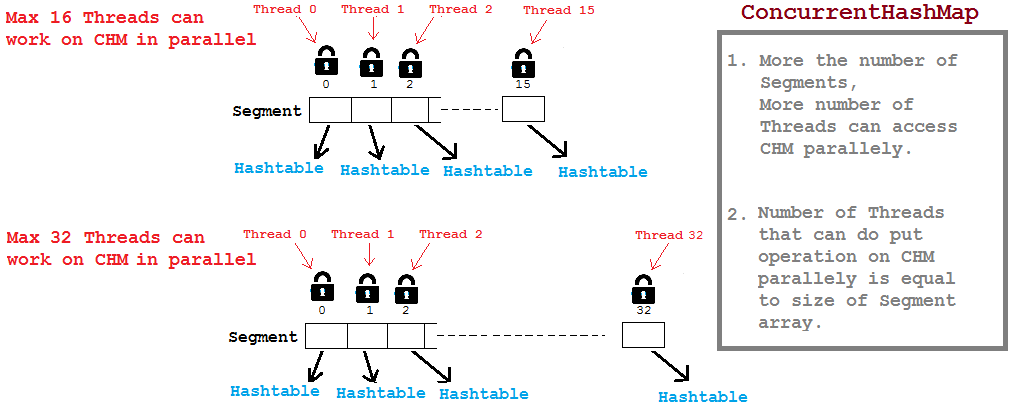 Max 16 Threads can
work on CHM in parallel
Thread 0
Thread 1
Thread 2
Thread 15
0
1
2
15
Segment
Hashtable
Hashtable
Hashtable
Hashtable
Max 32 Threads can
work on CHM in parallel
Thread 0
Thread 1
Thread 2
Thread 32
0
1
2
32
Segment
Hashtable
Hashtable
Hashtable
Hashtable
ConcurrentHashMap
1. More the number of
Segments,
More number of
Threads can access
CHM parallely.
2. Number of Threads
that can do put
operation on CHM
parallely is equal
to size of Segment
array.